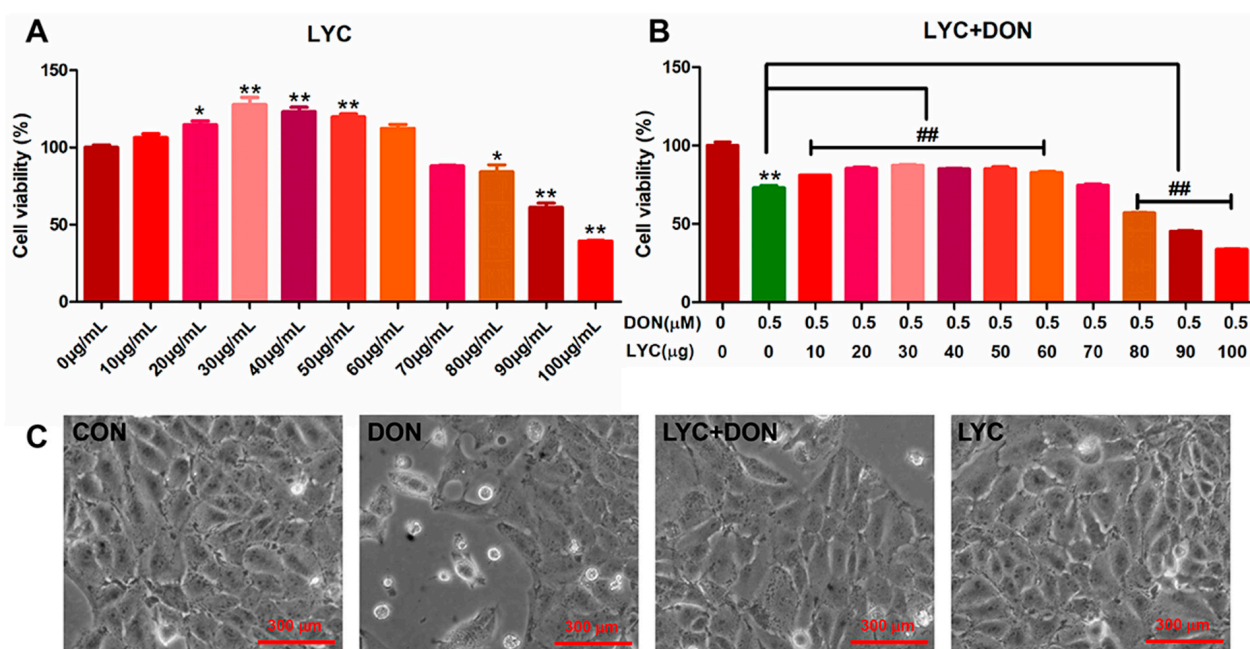 A
LYC
Cell viability (%)
150
100
50
0
*
**
**
**
*
**
**
0μg/mL
10μg/mL
20μg/mL
30μg/mL
40μg/mL
50μg/mL
60μg/mL
70μg/mL
80μg/mL
90μg/mL
100μg/mL
B
LYC+DON
Cell viability (%)
150
100
50
0
**
##
##
DON(μM) 0 0.5 0.5 0.5 0.5 0.5 0.5 0.5 0.5 0.5 0.5 0.5
LYC(μg) 0 0 10 20 30 40 50 60 70 80 90 100
C
CON
300 μm
DON
300 μm
LYC+DON
300 μm
LYC
300 μm